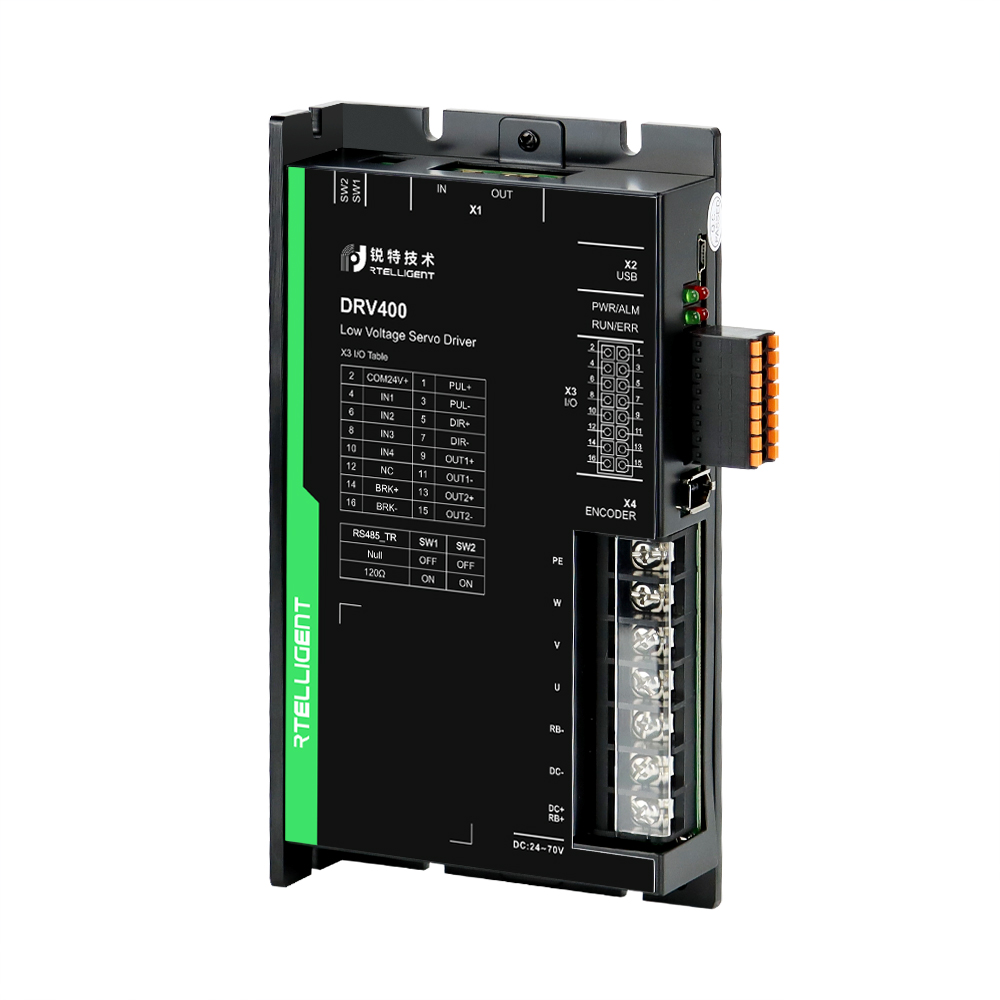 SW2
SW1
IN
OUT
X1
锐特技术
RTELLIGENT
DRV400
Low Voltage Servo Driver
X3 I/O Table
2 COM24V+ 1 PUL+
4 IN1 3 PUL-
6 IN2 5 DIR+
8 IN3 7 DIR-
10 IN4 9 OUT1+
12 NC 11 OUT1-
14 BRK+ 13 OUT2+
16 BRK- 15 OUT2-
RS485_TR SW1 SW2
Null OFF OFF
120Ω ON ON
RTELLIGENT
X2
USB
PWR/ALM
RUN/ERR
X3
I/O
2 1
4 3
6 5
8 7
10 9
12 11
14 13
16 15
X4
ENCODER
PE
W
V
U
RB-
DC-
DC+
RB+
DC:24~70V